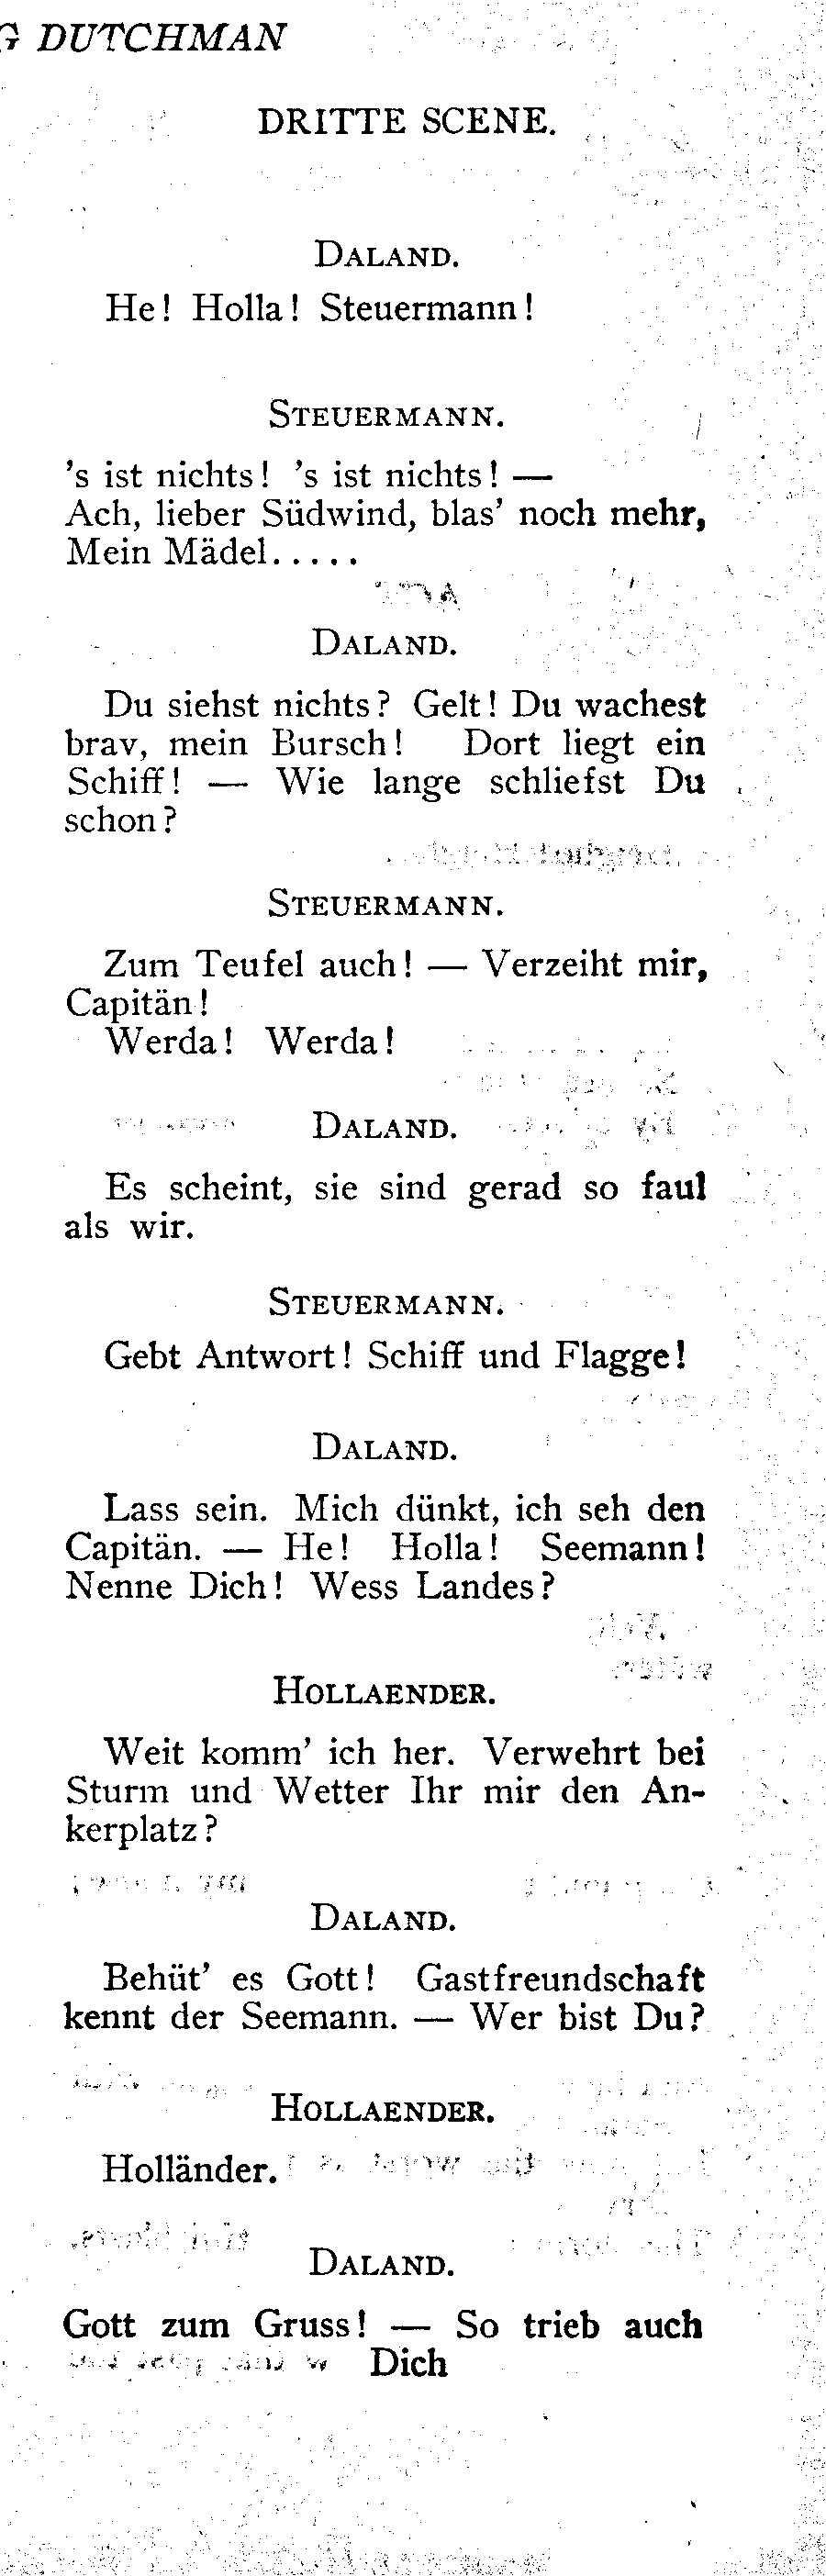 DUTCHMAN
DRITTE SCENE.
DALAND.
He! Holla! Steuermann!
STEUERMANN.
's ist nichts! 's ist nichts! —
Ach, lieber Südwind, blas' noch mehr,
Mein Mädel.....
DALAND.
Du siehst nichts? Gelt! Du wachest
brav, mein Bursch! Dort liegt ein
Schiff! — Wie lange schliefst Du
schon?
STEUERMANN.
Zum Teufel auch! — Verzeiht mir,
Capitän!
Werda! Werda!
DALAND.
Es scheint, sie sind gerad so faul
als wir.
STEUERMANN.
Gebt Antwort! Schiff und Flagge!
DALAND.
Lass sein. Mich dünkt, ich seh den
Capitän. — He! Holla! Seemann!
Nenne Dich! Wess Landes?
HOLLAENDER.
Weit komm' ich her. Verwehrt bei
Sturm und Wetter Ihr mir den An-
kerplatz?
DALAND.
Behüt' es Gott! Gastfreundschaft
kennt der Seemann. — Wer bist Du?
HOLLAENDER.
Holländer.
DALAND.
Gott zum Gruss! — So trieb auch
Dich